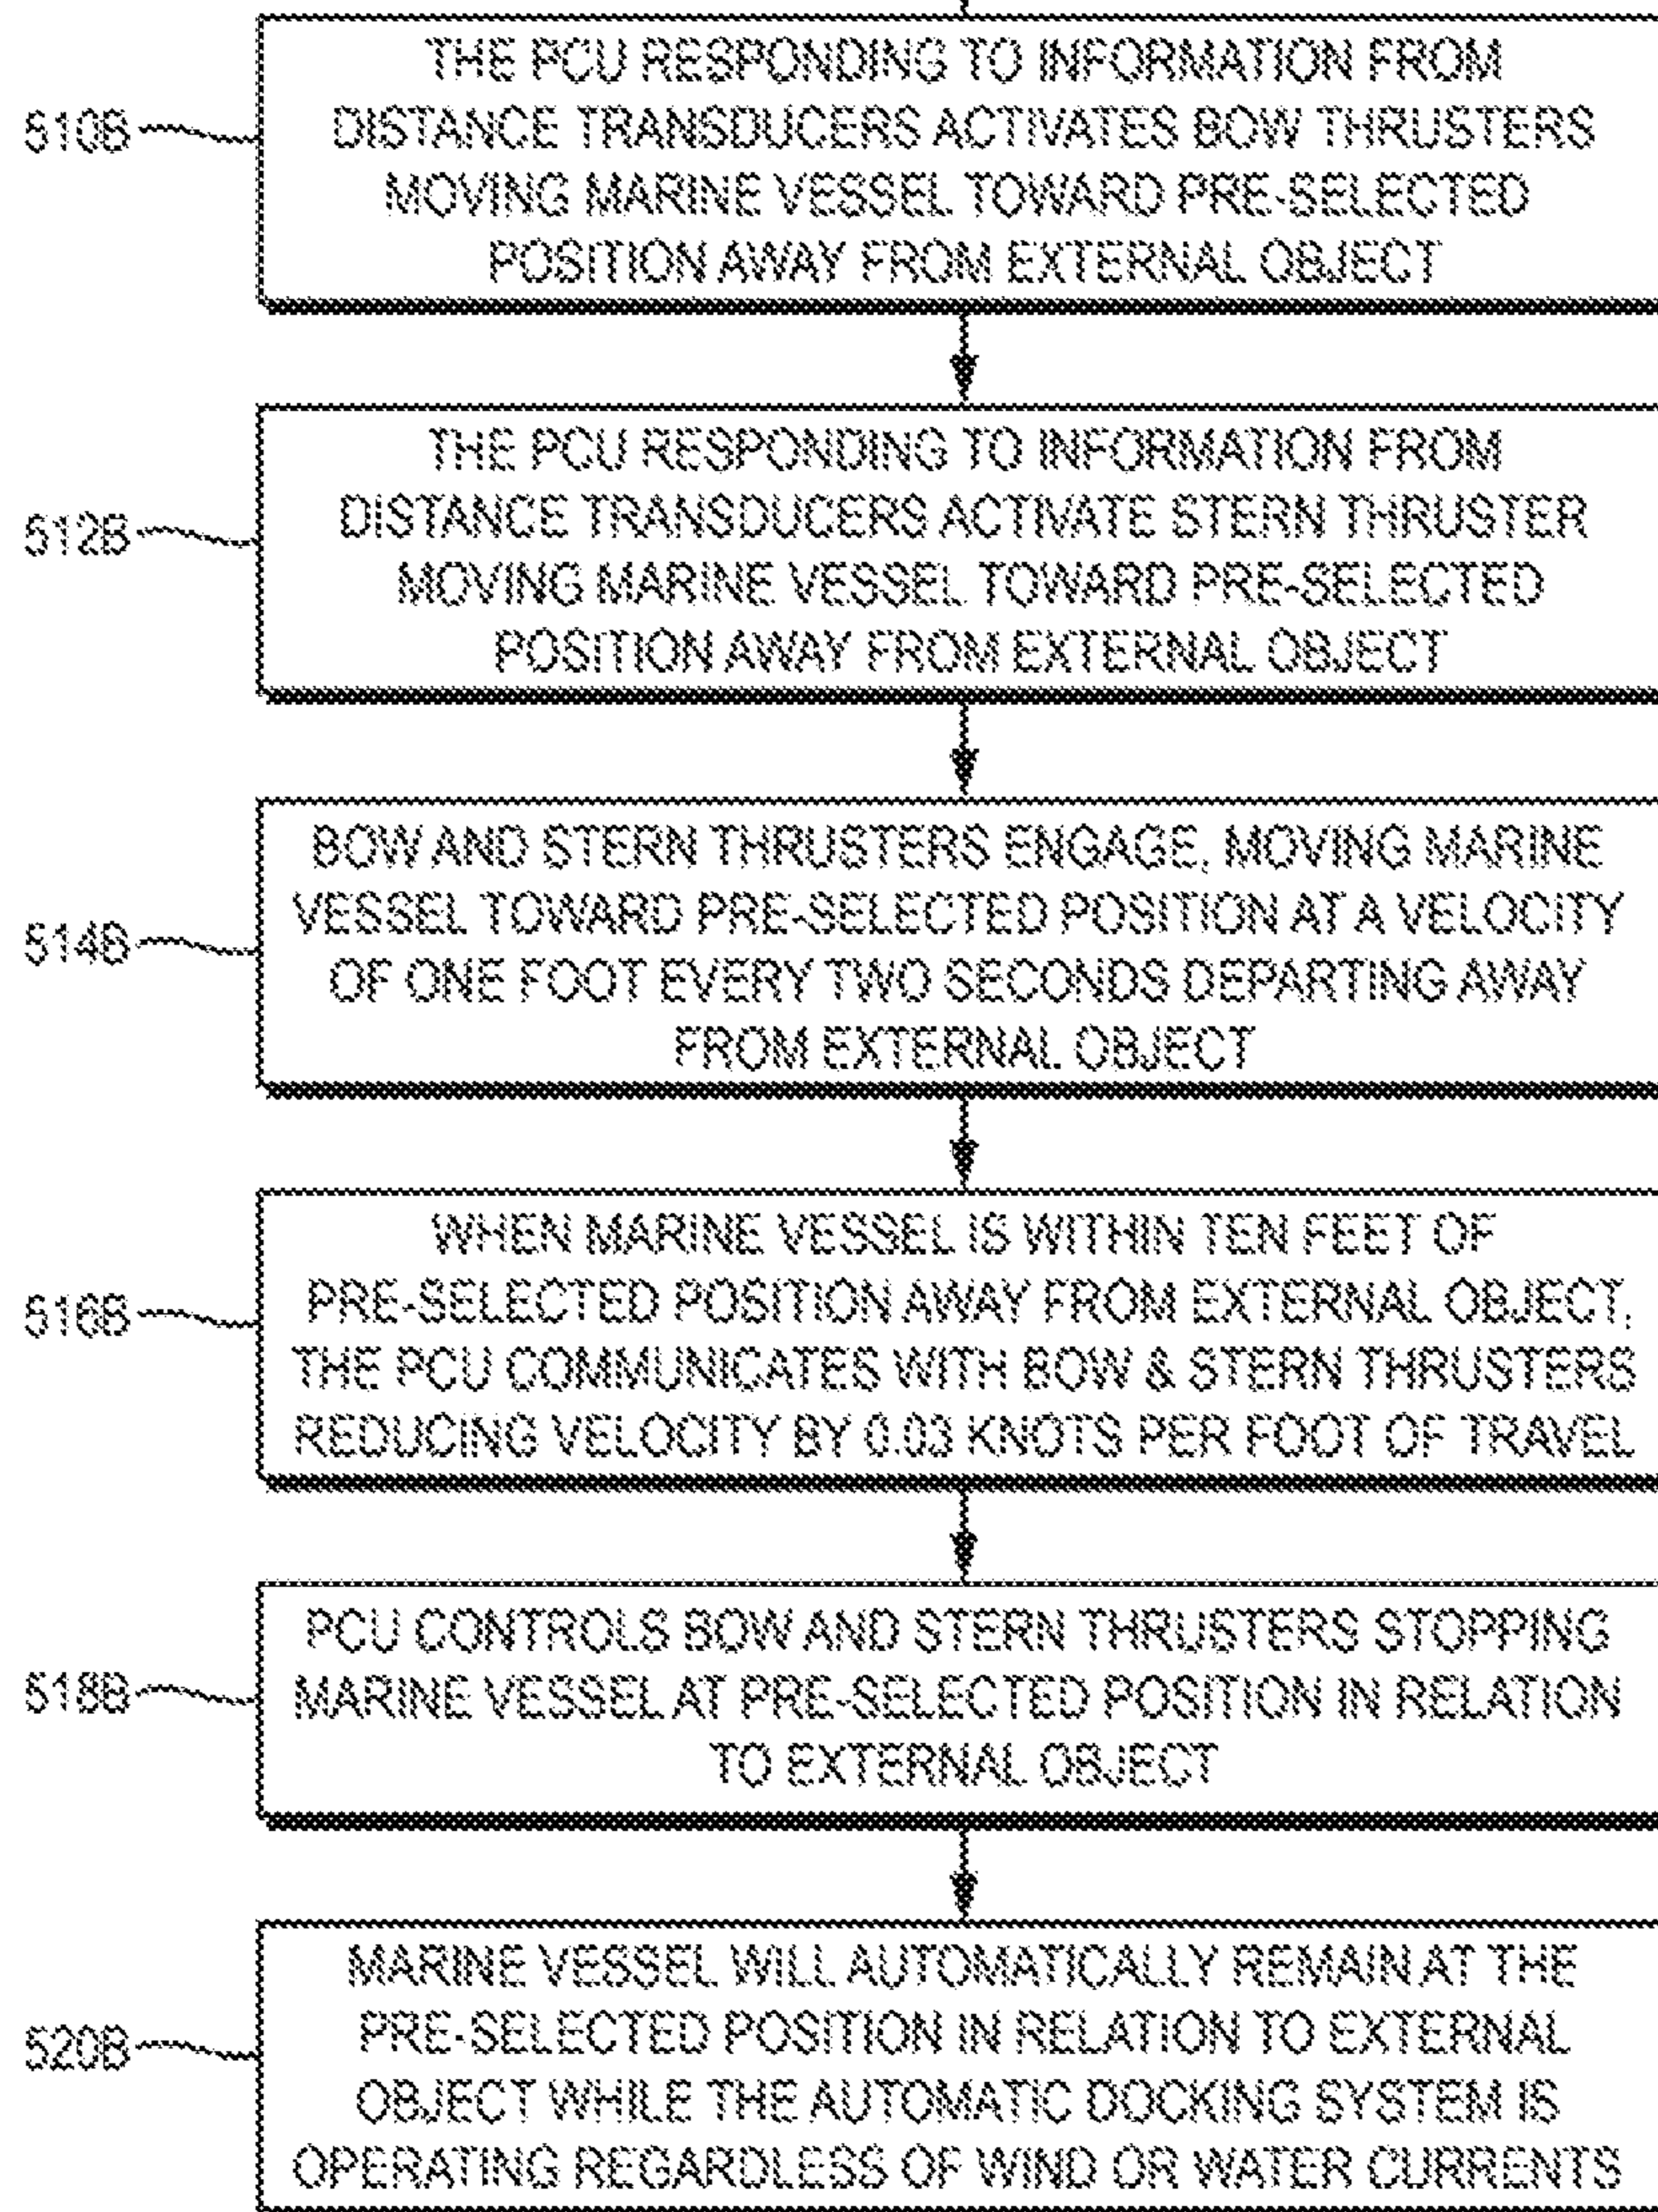 510B
THE PCU RESPONDING TO INFORMATION FROM
DISTANCE TRANSDUCERS ACTIVATES BOW THRUSTERS
MOVING MARINE VESSEL TOWARD PRE-SELECTED
POSITION AWAY FROM EXTERNAL OBJECT
512B
THE PCU RESPONDING TO INFORMATION FROM
DISTANCE TRANSDUCERS ACTIVATE STERN THRUSTER
MOVING MARINE VESSEL TOWARD PRE-SELECTED
POSITION AWAY FROM EXTERNAL OBJECT
514B
BOW AND STERN THRUSTERS ENGAGE, MOVING MARINE
VESSEL TOWARD PRE-SELECTED POSITION AT A VELOCITY
OF ONE FOOT EVERY TWO SECONDS DEPARTING AWAY
FROM EXTERNAL OBJECT
516B
WHEN MARINE VESSEL IS WITHIN TEN FEET OF
PRE-SELECTED POSITION AWAY FROM EXTERNAL OBJECT,
THE PCU COMMUNICATES WITH BOW & STERN THRUSTERS
REDUCING VELOCITY BY 0.03 KNOTS PER FOOT OF TRAVEL
518B
PCU CONTROLS BOW AND STERN THRUSTERS STOPPING
MARINE VESSEL AT PRE-SELECTED POSITION IN RELATION
TO EXTERNAL OBJECT
520B
MARINE VESSEL WILL AUTOMATICALLY REMAIN AT THE
PRE-SELECTED POSITION IN RELATION TO EXTERNAL
OBJECT WHILE THE AUTOMATIC DOCKING SYSTEM IS
OPERATING REGARDLESS OF WIND OR WATER CURRENTS